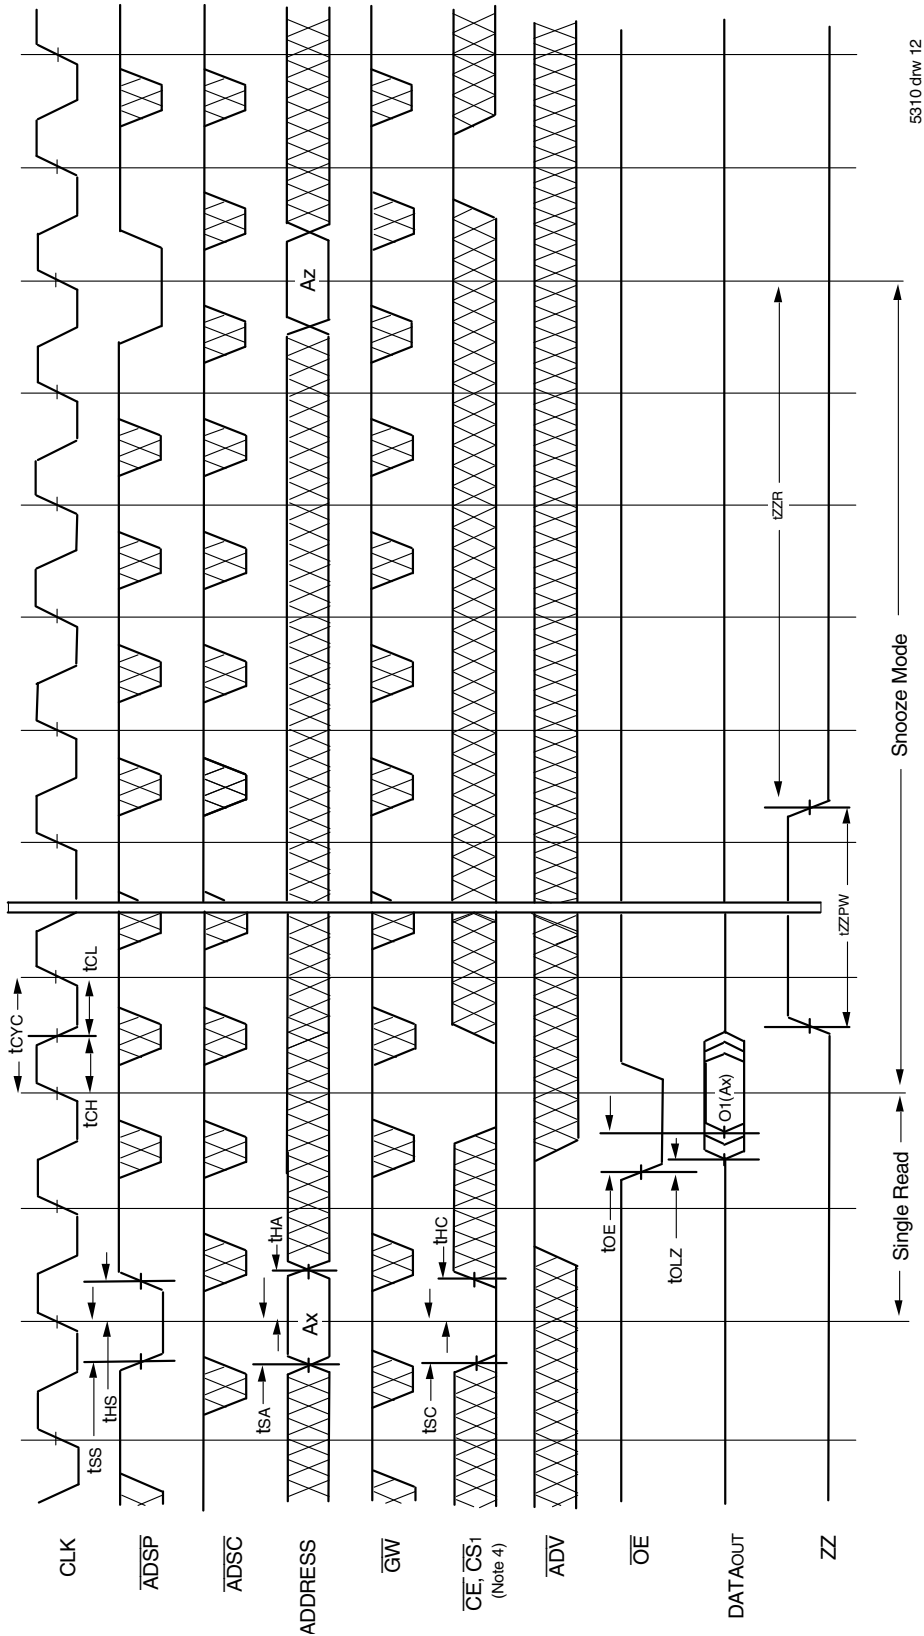 CLK
ADSP
ADSC
ADDRESS
GW
CE, CS1
(Note 4)
ADV
OE
DATAOUT
ZZ
tCYC
tCH
tCL
tSS
tHS
tSA
tHA
Ax
Az
tSC
tHC
tOE
tOLZ
O1(Ax)
tZZPW
tZZR
Single Read
Snooze Mode
5310 drw 12